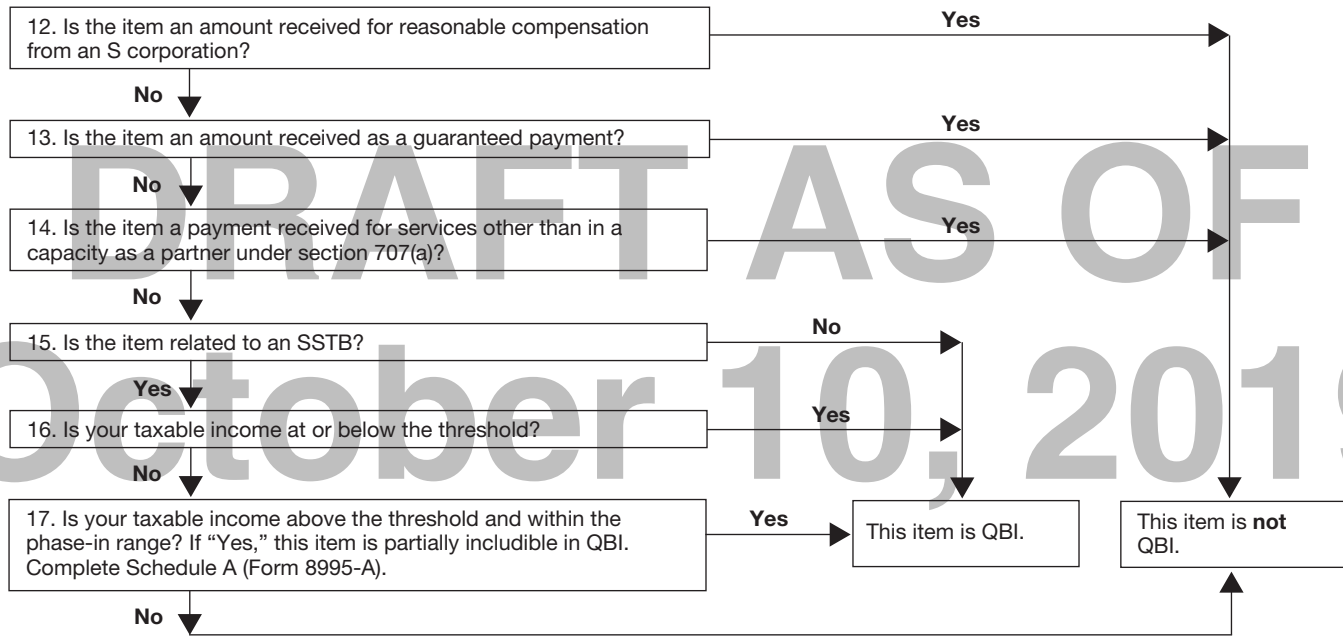 12. Is the item an amount received for reasonable compensation
from an S corporation?
Yes
No
13. Is the item an amount received as a guaranteed payment?
Yes
No
14. Is the item a payment received for services other than in a
capacity as a partner under section 707(a)?
Yes
No
15. Is the item related to an SSTB?
No
Yes
16. Is your taxable income at or below the threshold?
Yes
No
17. Is your taxable income above the threshold and within the
phase-in range? If “Yes,” this item is partially includible in QBI.
Complete Schedule A (Form 8995-A).
Yes
This item is QBI.
This item is not
QBI.
No
DRAFT AS OF
October 10, 2019